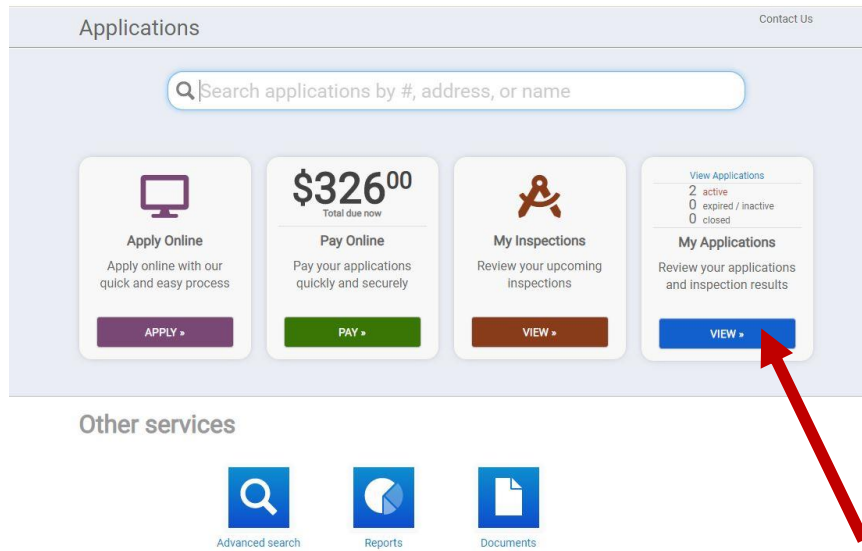 Applications
Contact Us
Search applications by #, address, or name
$326 00
Total due now
Apply Online
Apply online with our
quick and easy process
APPLY »
Pay Online
Pay your applications
quickly and securely
PAY »
My Inspections
Review your upcoming
inspections
VIEW »
View Applications
2 active
0 expired / inactive
0 closed
My Applications
Review your applications
and inspection results
VIEW »
Other services
Advanced search
Reports
Documents